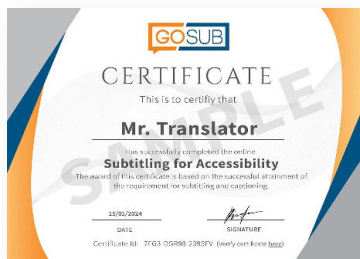 GOSUB
CERTIFICATE
This is to certifiy that
Mr. Translator
Has successfully completed the online
Subtitling for Accessibility
The award of this certificate is based on the successful attainment of
the requirement for subtitling and captioning.
15/01/2024
DATE
SIGNATURE
Certificate Id: 7FG3-DGR98-2395FV (Verify certificate here)
SAMPLE